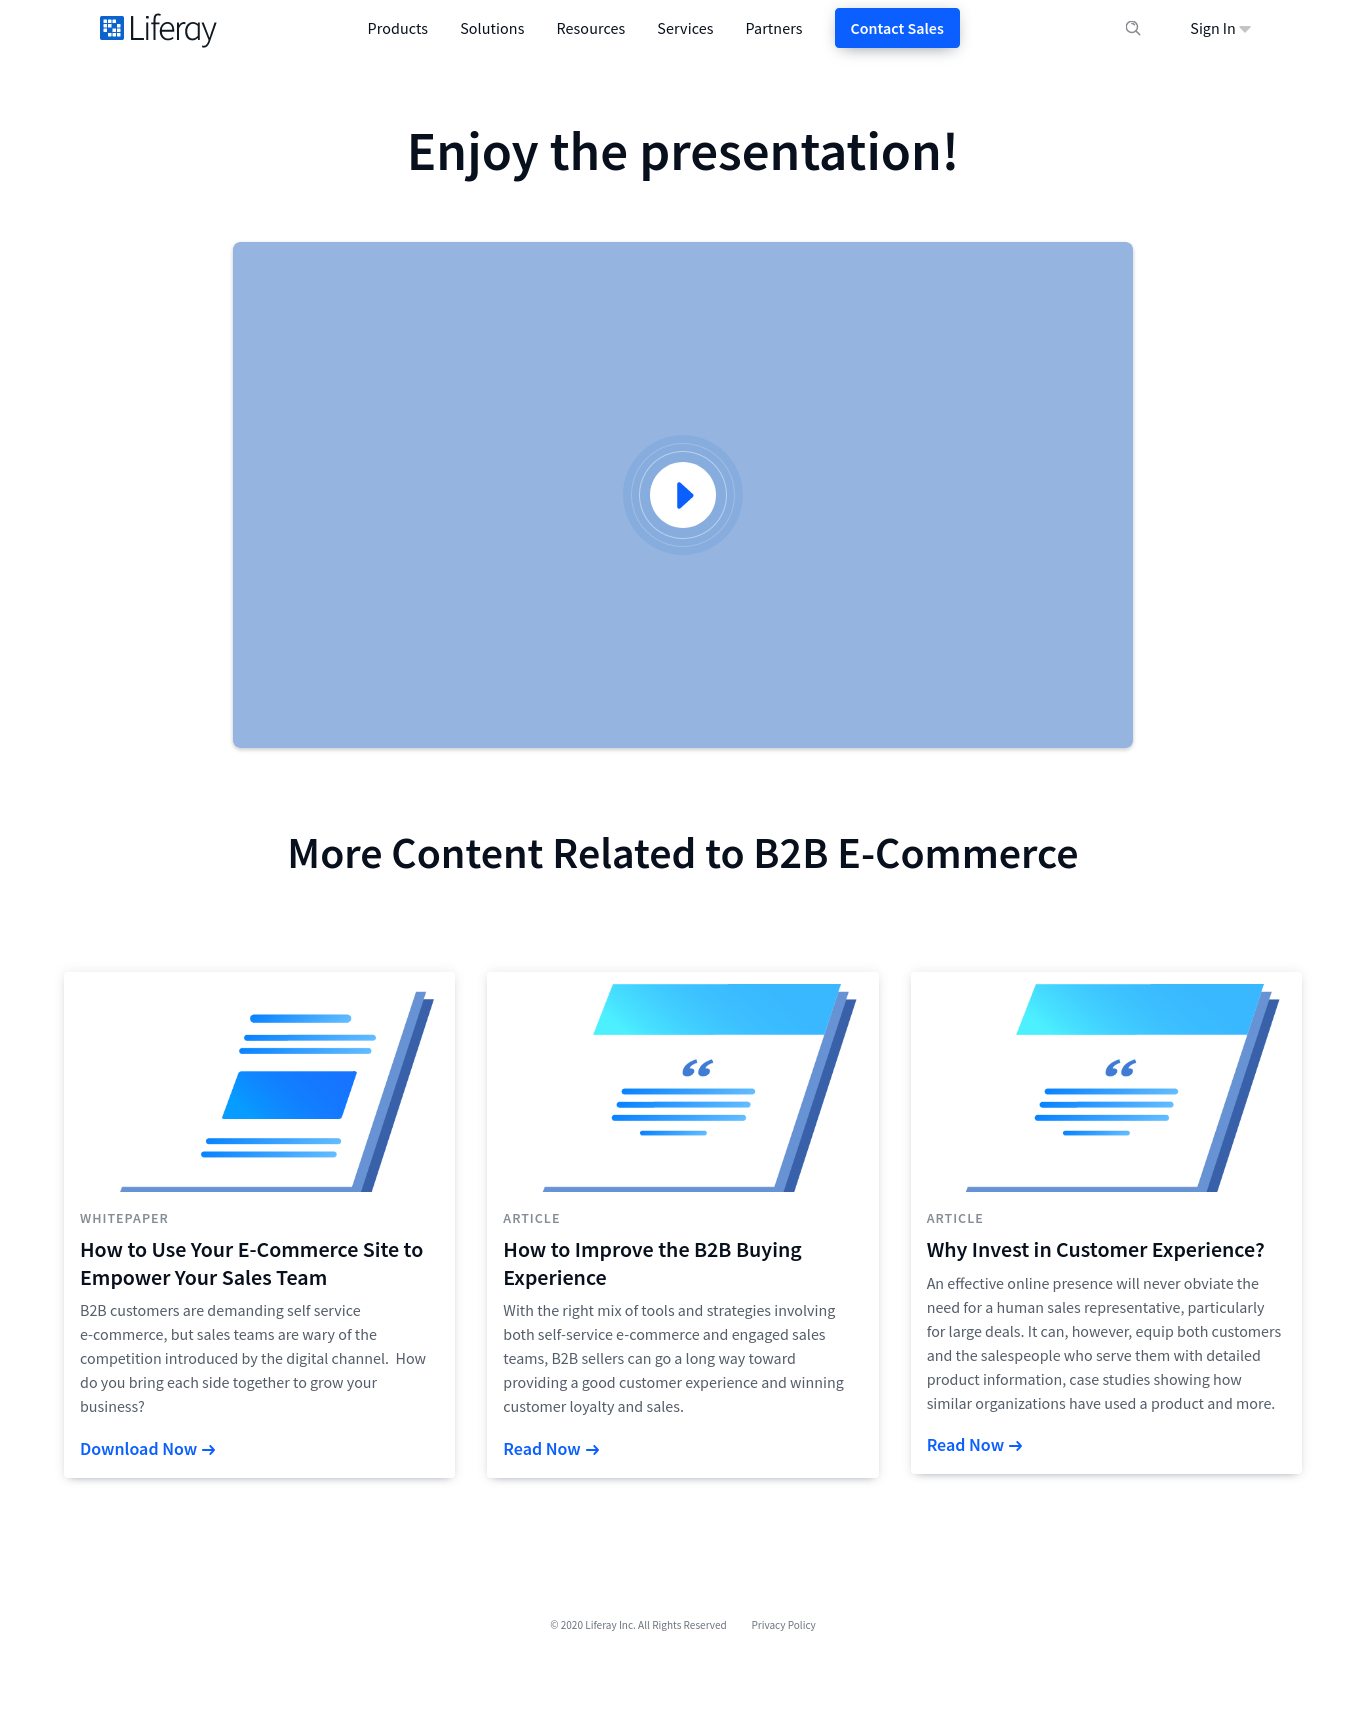 Liferay
Products Solutions Resources Services Partners Contact Sales Sign In
Enjoy the presentation!
More Content Related to B2B E-Commerce
WHITEPAPER
How to Use Your E-Commerce Site to
Empower Your Sales Team
B2B customers are demanding self service
e-commerce, but sales teams are wary of the
competition introduced by the digital channel.  How
do you bring each side together to grow your
business?
Download Now →
ARTICLE
How to Improve the B2B Buying
Experience
With the right mix of tools and strategies involving
both self-service e-commerce and engaged sales
teams, B2B sellers can go a long way toward
providing a good customer experience and winning
customer loyalty and sales.
Read Now →
ARTICLE
Why Invest in Customer Experience?
An effective online presence will never obviate the
need for a human sales representative, particularly
for large deals. It can, however, equip both customers
and the salespeople who serve them with detailed
product information, case studies showing how
similar organizations have used a product and more.
Read Now →
© 2020 Liferay Inc. All Rights Reserved Privacy Policy